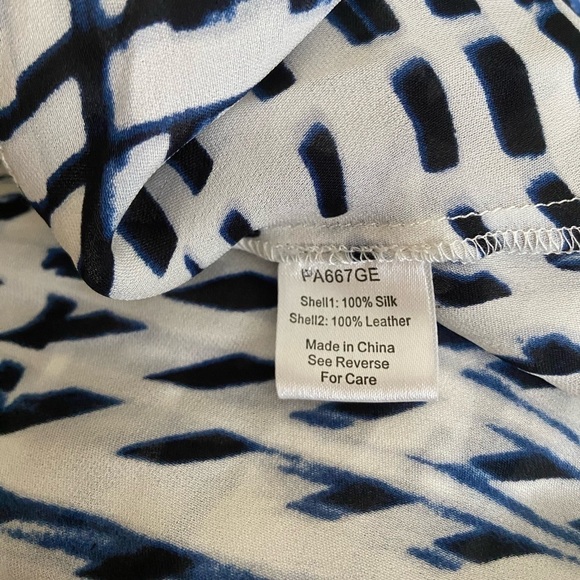 PA667GE
Shell1: 100% Silk
Shell2: 100% Leather
Made in China
See Reverse
For Care